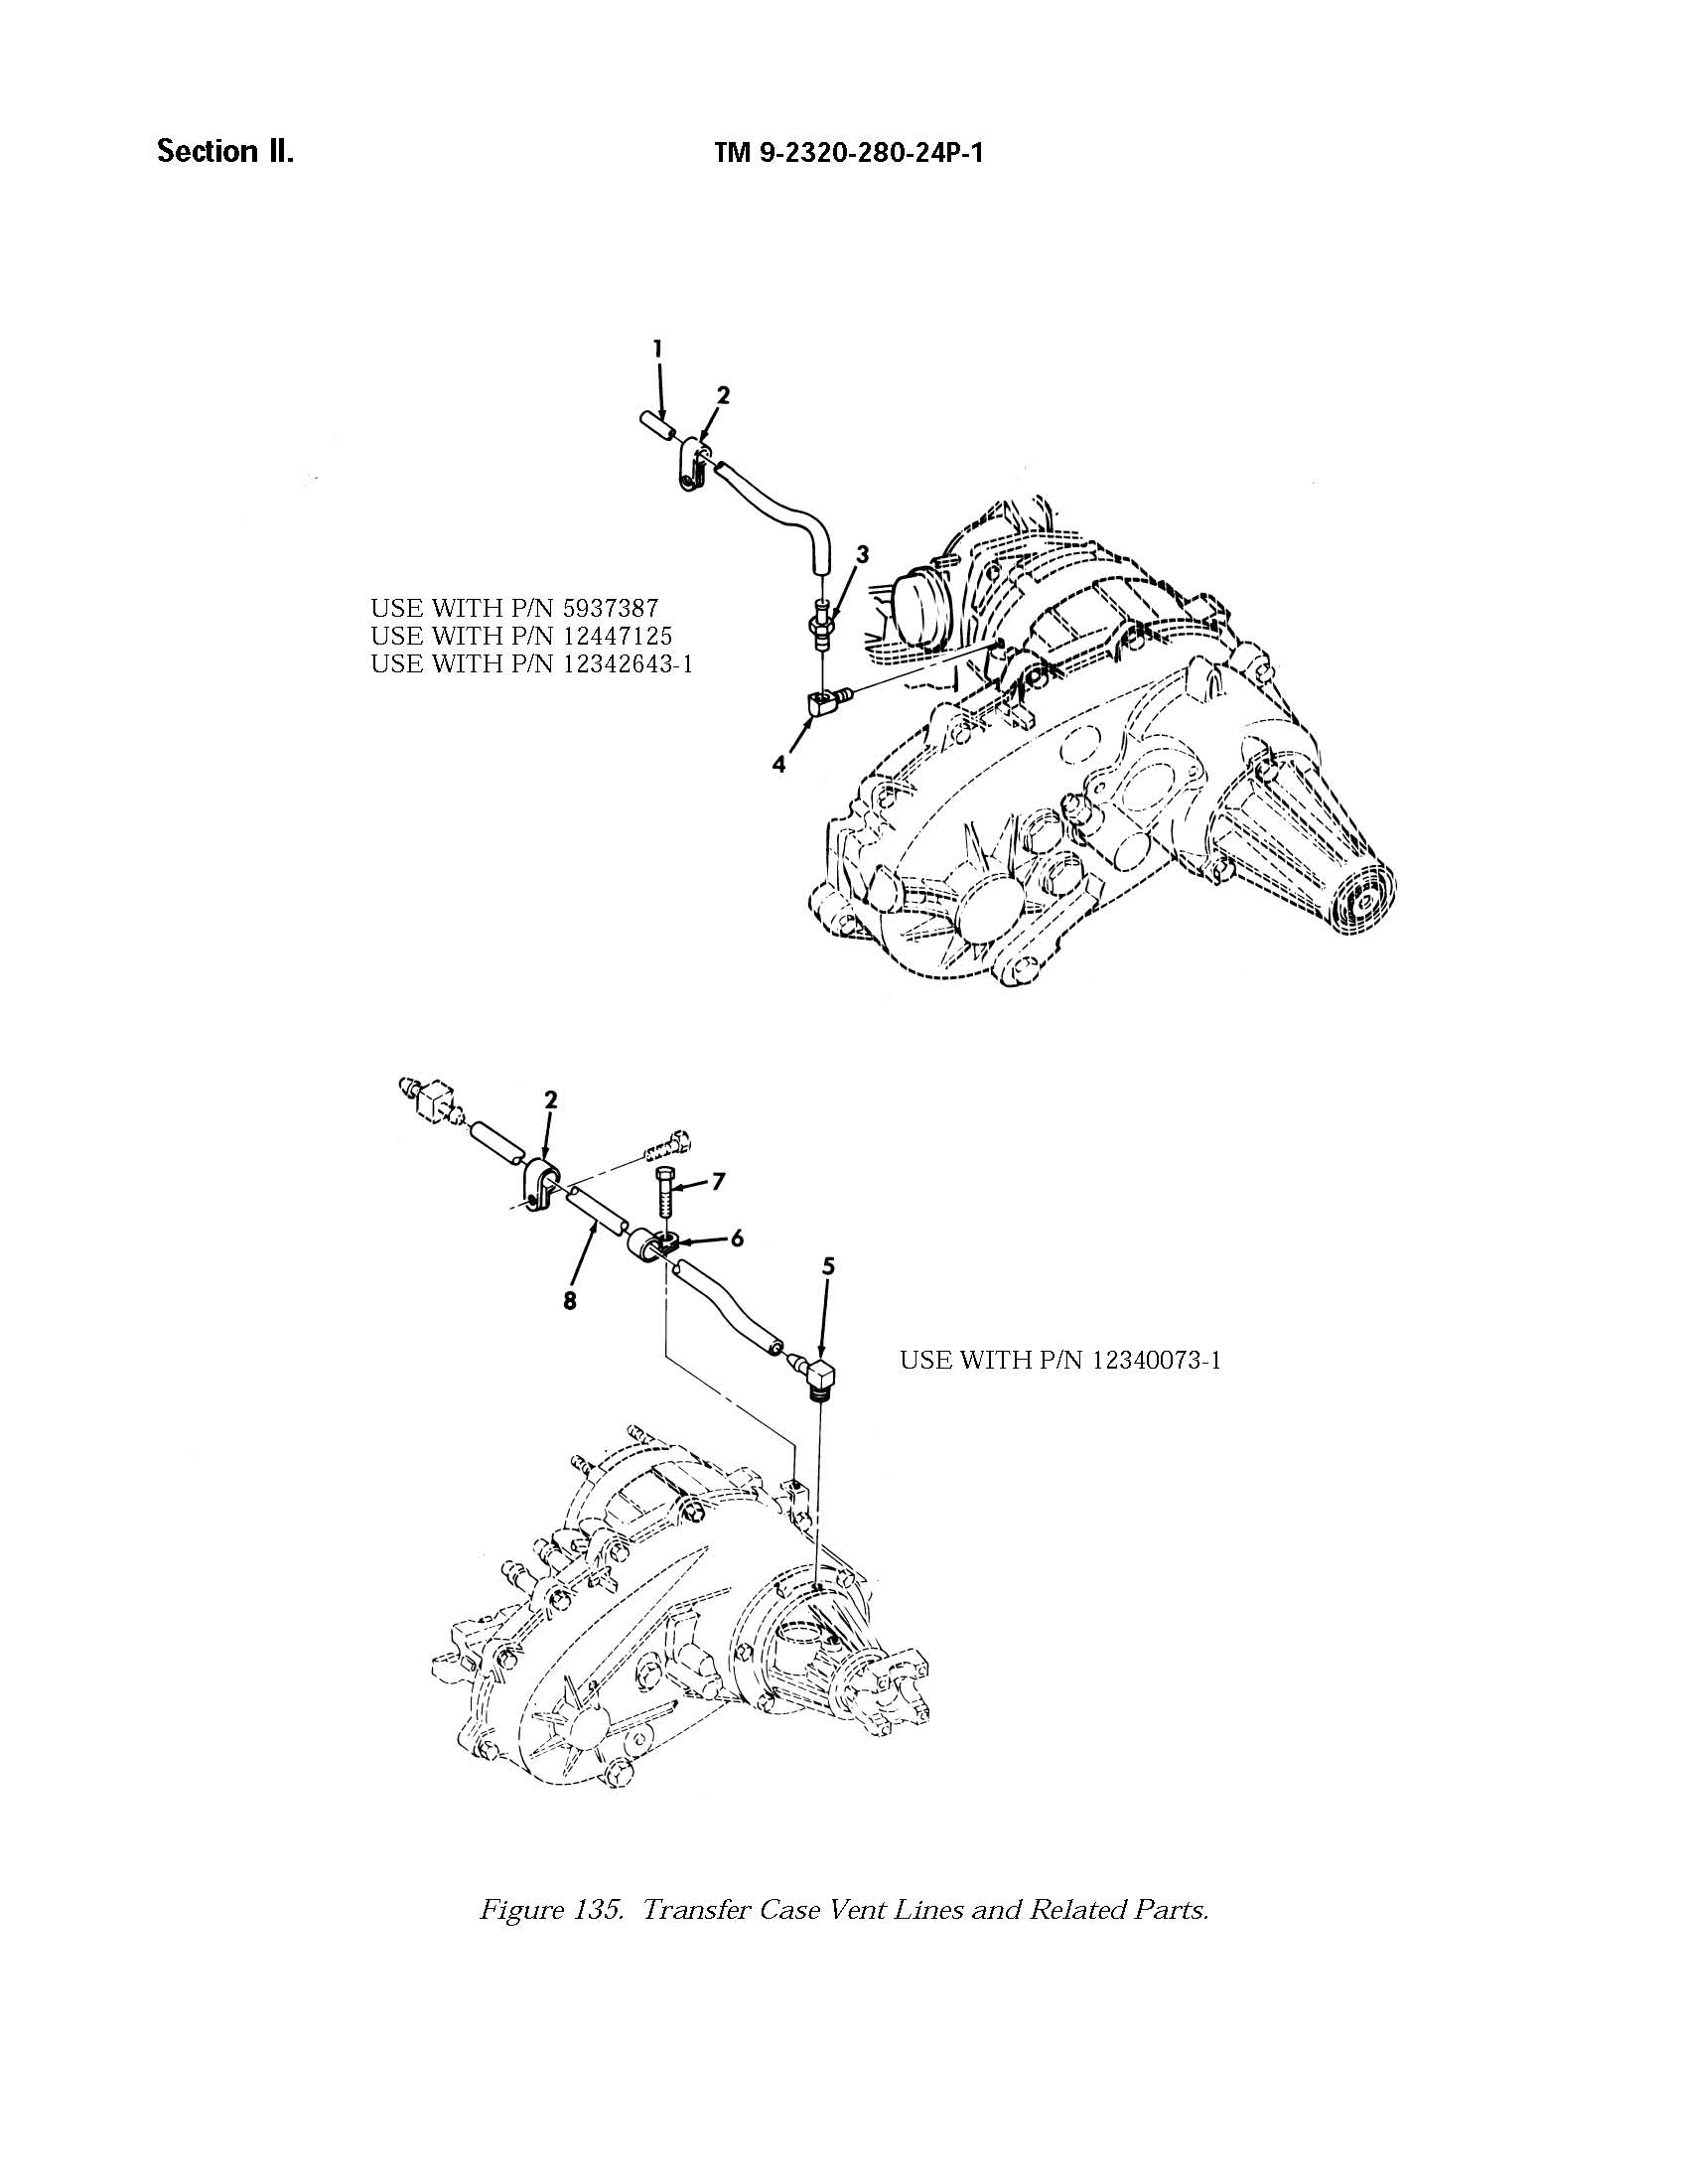 Section II.
TM 9-2320-280-24P-1
1
2
3
USE WITH P/N 5937387
USE WITH P/N 12447125
USE WITH P/N 12342643-1
4
2
7
6
5
8
USE WITH P/N 12340073-1
Figure 135. Transfer Case Vent Lines and Related Parts.